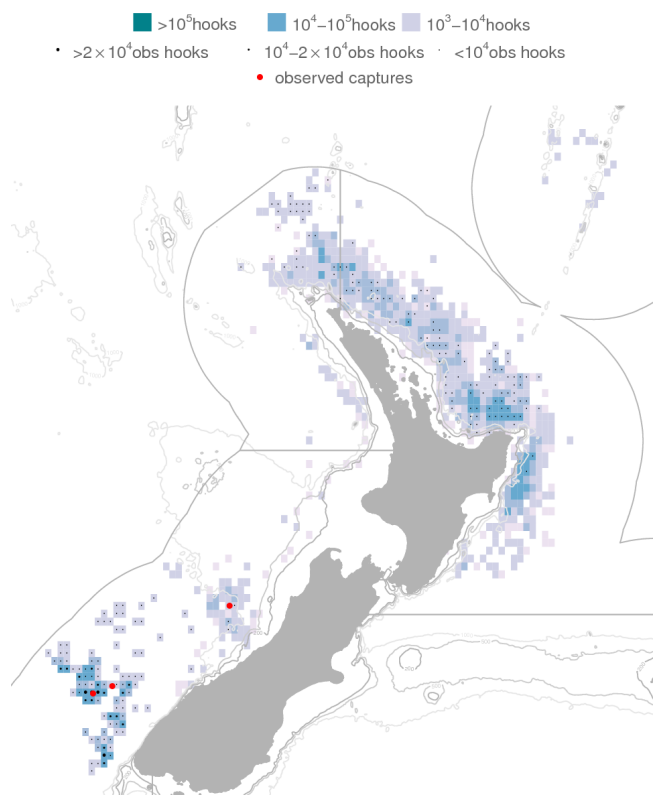 >10⁵hooks 10⁴–10⁵hooks 10³–10⁴hooks
>2×10⁴obs hooks 10⁴–2×10⁴obs hooks <10⁴obs hooks
observed captures